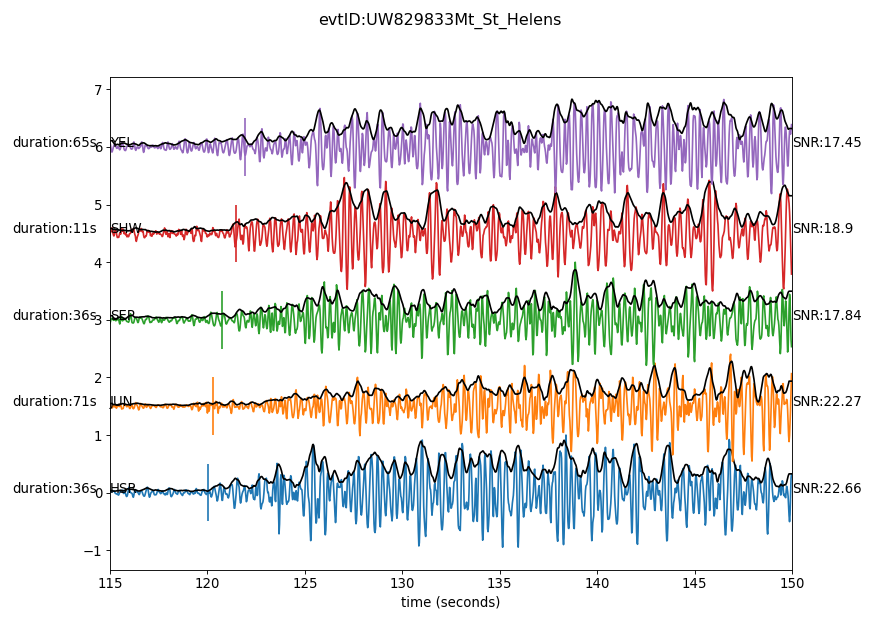 evtID:UW829833Mt_St_Helens
7
duration:65s
YEL
SNR:17.45
6
5
duration:11s
SHW
SNR:18.9
4
duration:36s
SEP
SNR:17.84
3
2
duration:71s
JUN
SNR:22.27
1
duration:36s
HSR
SNR:22.66
0
−1
115 120 125 130 135 140 145 150
time (seconds)